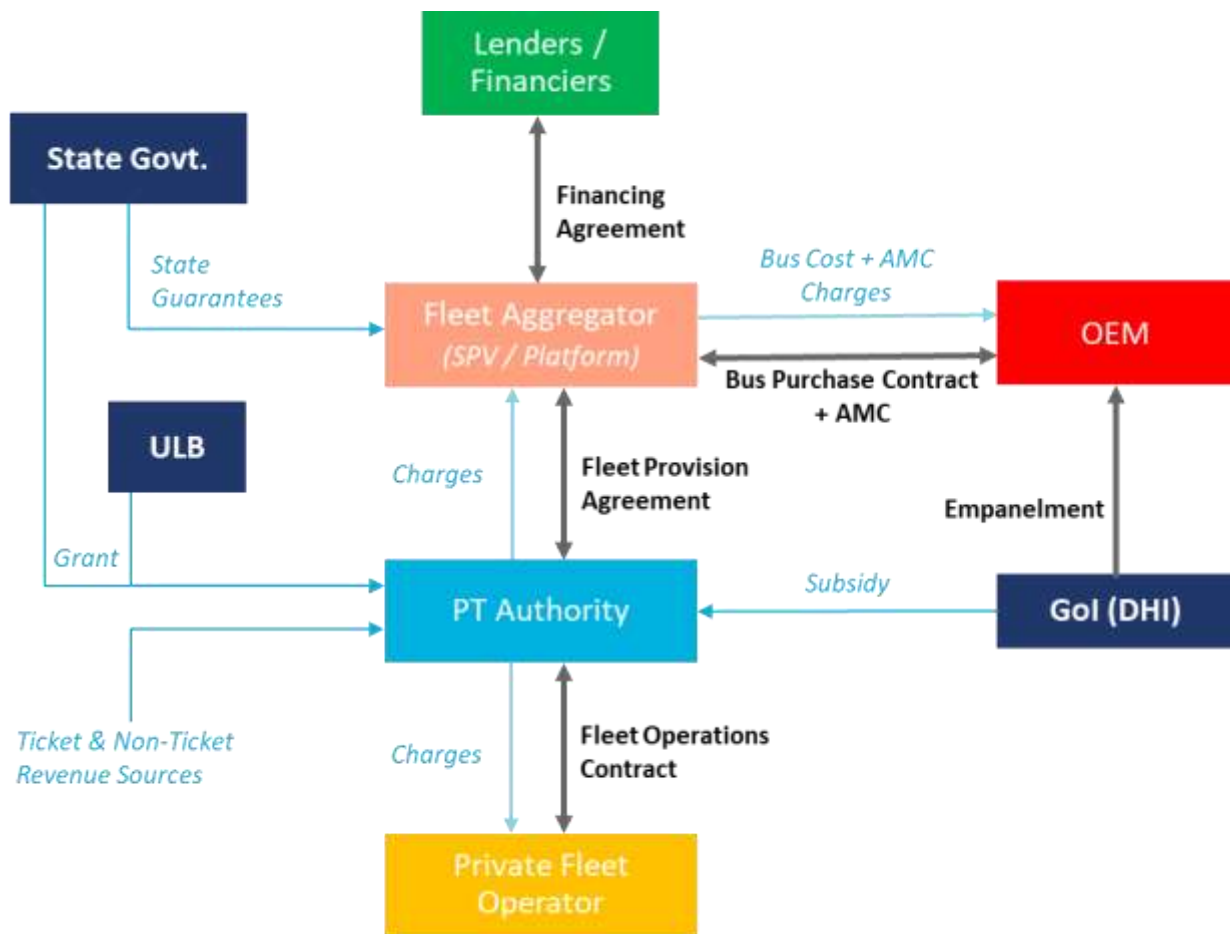 Lenders /
Financiers
State Govt.
Financing
Agreement
State
Guarantees
Bus Cost + AMC
Charges
Fleet Aggregator
(SPV / Platform)
OEM
Bus Purchase Contract
+ AMC
ULB
Charges
Fleet Provision
Agreement
Empanelment
Grant
PT Authority
Subsidy
GoI (DHI)
Ticket & Non-Ticket
Revenue Sources
Charges
Fleet Operations
Contract
Private Fleet
Operator